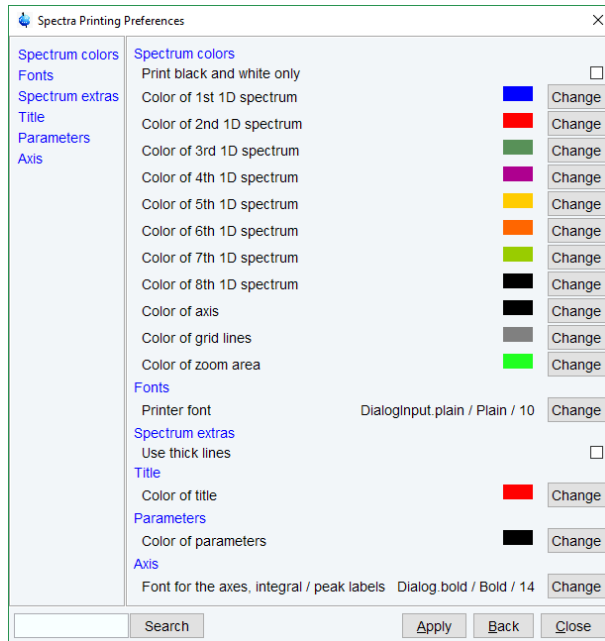 Spectra Printing Preferences
Spectrum colors
Fonts
Spectrum extras
Title
Parameters
Axis
Spectrum colors
Print black and white only
Color of 1st 1D spectrum Change
Color of 2nd 1D spectrum Change
Color of 3rd 1D spectrum Change
Color of 4th 1D spectrum Change
Color of 5th 1D spectrum Change
Color of 6th 1D spectrum Change
Color of 7th 1D spectrum Change
Color of 8th 1D spectrum Change
Color of axis Change
Color of grid lines Change
Color of zoom area Change
Fonts
Printer font DialogInput.plain / Plain / 10 Change
Spectrum extras
Use thick lines
Title
Color of title Change
Parameters
Color of parameters Change
Axis
Font for the axes, integral / peak labels Dialog.bold / Bold / 14 Change
Search Apply Back Close